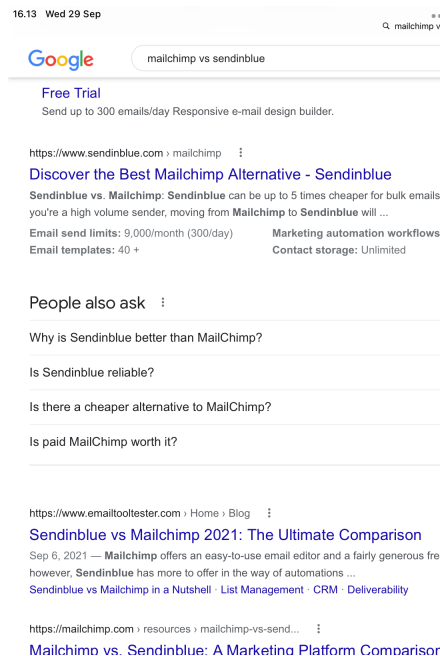 16.13 Wed 29 Sep
mailchimp v
Google
mailchimp vs sendinblue
Free Trial
Send up to 300 emails/day Responsive e-mail design builder.
https://www.sendinblue.com › mailchimp
Discover the Best Mailchimp Alternative - Sendinblue
Sendinblue vs. Mailchimp: Sendinblue can be up to 5 times cheaper for bulk emails
you're a high volume sender, moving from Mailchimp to Sendinblue will ...
Email send limits: 9,000/month (300/day) Marketing automation workflows
Email templates: 40 + Contact storage: Unlimited
People also ask
Why is Sendinblue better than MailChimp?
Is Sendinblue reliable?
Is there a cheaper alternative to MailChimp?
Is paid MailChimp worth it?
https://www.emailtooltester.com › Home › Blog
Sendinblue vs Mailchimp 2021: The Ultimate Comparison
Sep 6, 2021 — Mailchimp offers an easy-to-use email editor and a fairly generous fre
however, Sendinblue has more to offer in the way of automations ...
Sendinblue vs Mailchimp in a Nutshell · List Management · CRM · Deliverability
https://mailchimp.com › resources › mailchimp-vs-send...
Mailchimp vs. Sendinblue: A Marketing Platform Comparison